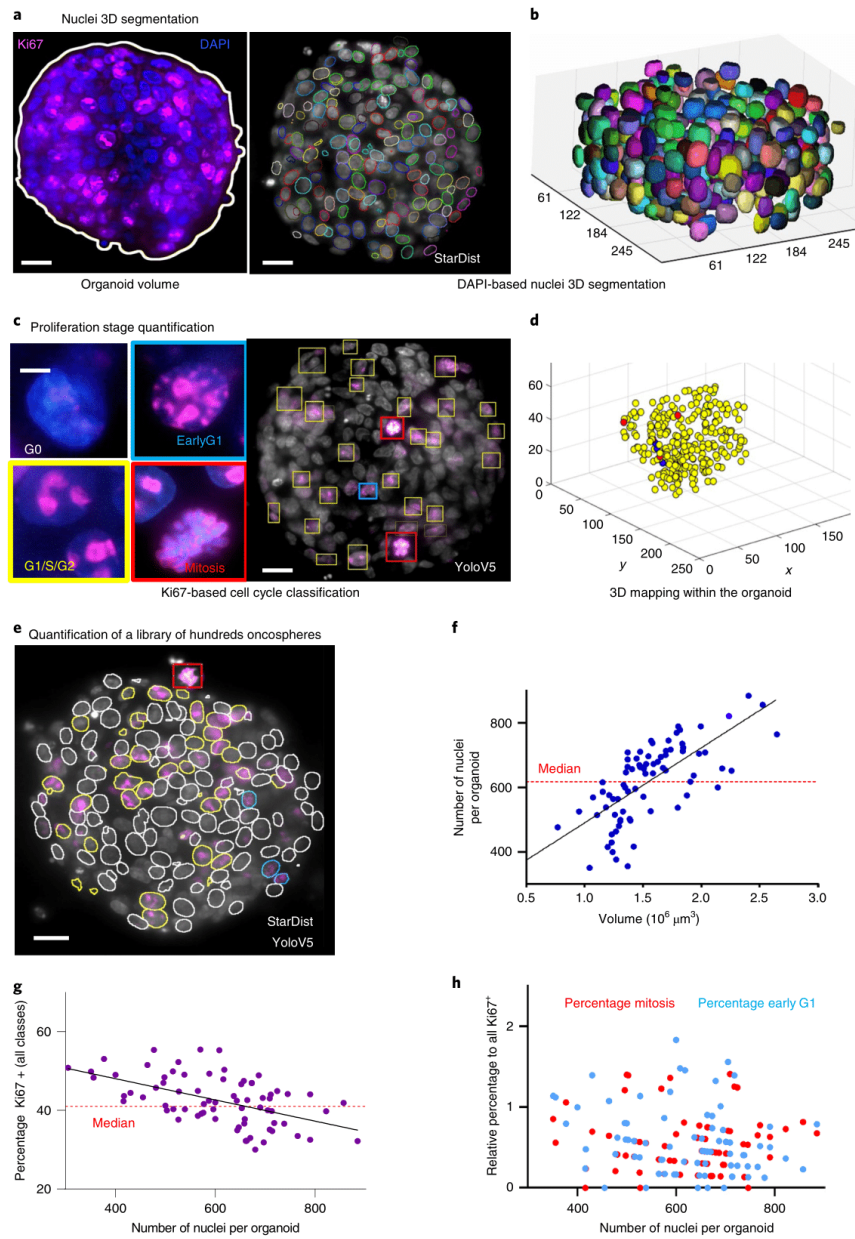 a
Nuclei 3D segmentation
Ki67
DAPI
StarDist
Organoid volume
DAPI-based nuclei 3D segmentation
b
61
122
184
245
61
122
184
245
c
Proliferation stage quantification
G0
EarlyG1
G1/S/G2
Mitosis
YoloV5
Ki67-based cell cycle classification
d
60
40
20
0
0
50
100
150
200
250
y
0
50
100
150
x
3D mapping within the organoid
e
Quantification of a library of hundreds oncospheres
StarDist
YoloV5
f
Number of nuclei
per organoid
800
600
400
Median
0.5
1.0
1.5
2.0
2.5
3.0
Volume (10⁶ μm³)
g
Percentage Ki67 + (all classes)
60
40
20
Median
400
600
800
Number of nuclei per organoid
h
Percentage mitosis
Percentage early G1
Relative percentage to all Ki67⁺
2
1
0
400
600
800
Number of nuclei per organoid